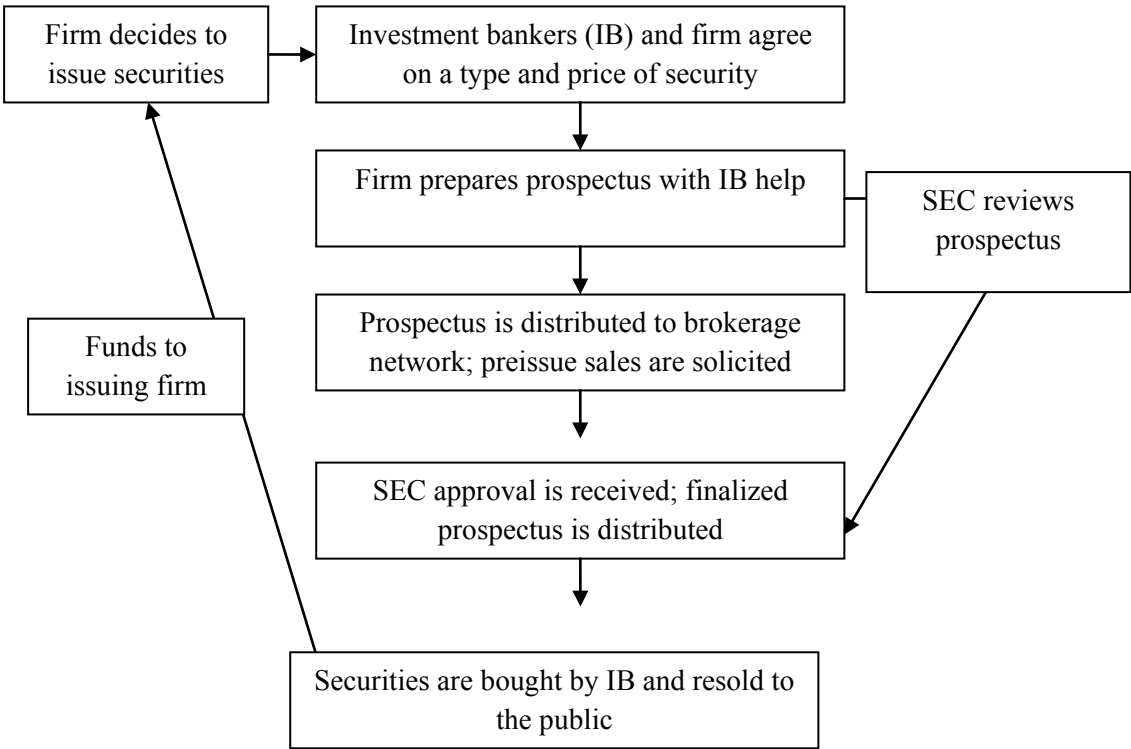 Firm decides to
issue securities
Investment bankers (IB) and firm agree
on a type and price of security
Firm prepares prospectus with IB help
SEC reviews
prospectus
Prospectus is distributed to brokerage
network; preissue sales are solicited
Funds to
issuing firm
SEC approval is received; finalized
prospectus is distributed
Securities are bought by IB and resold to
the public